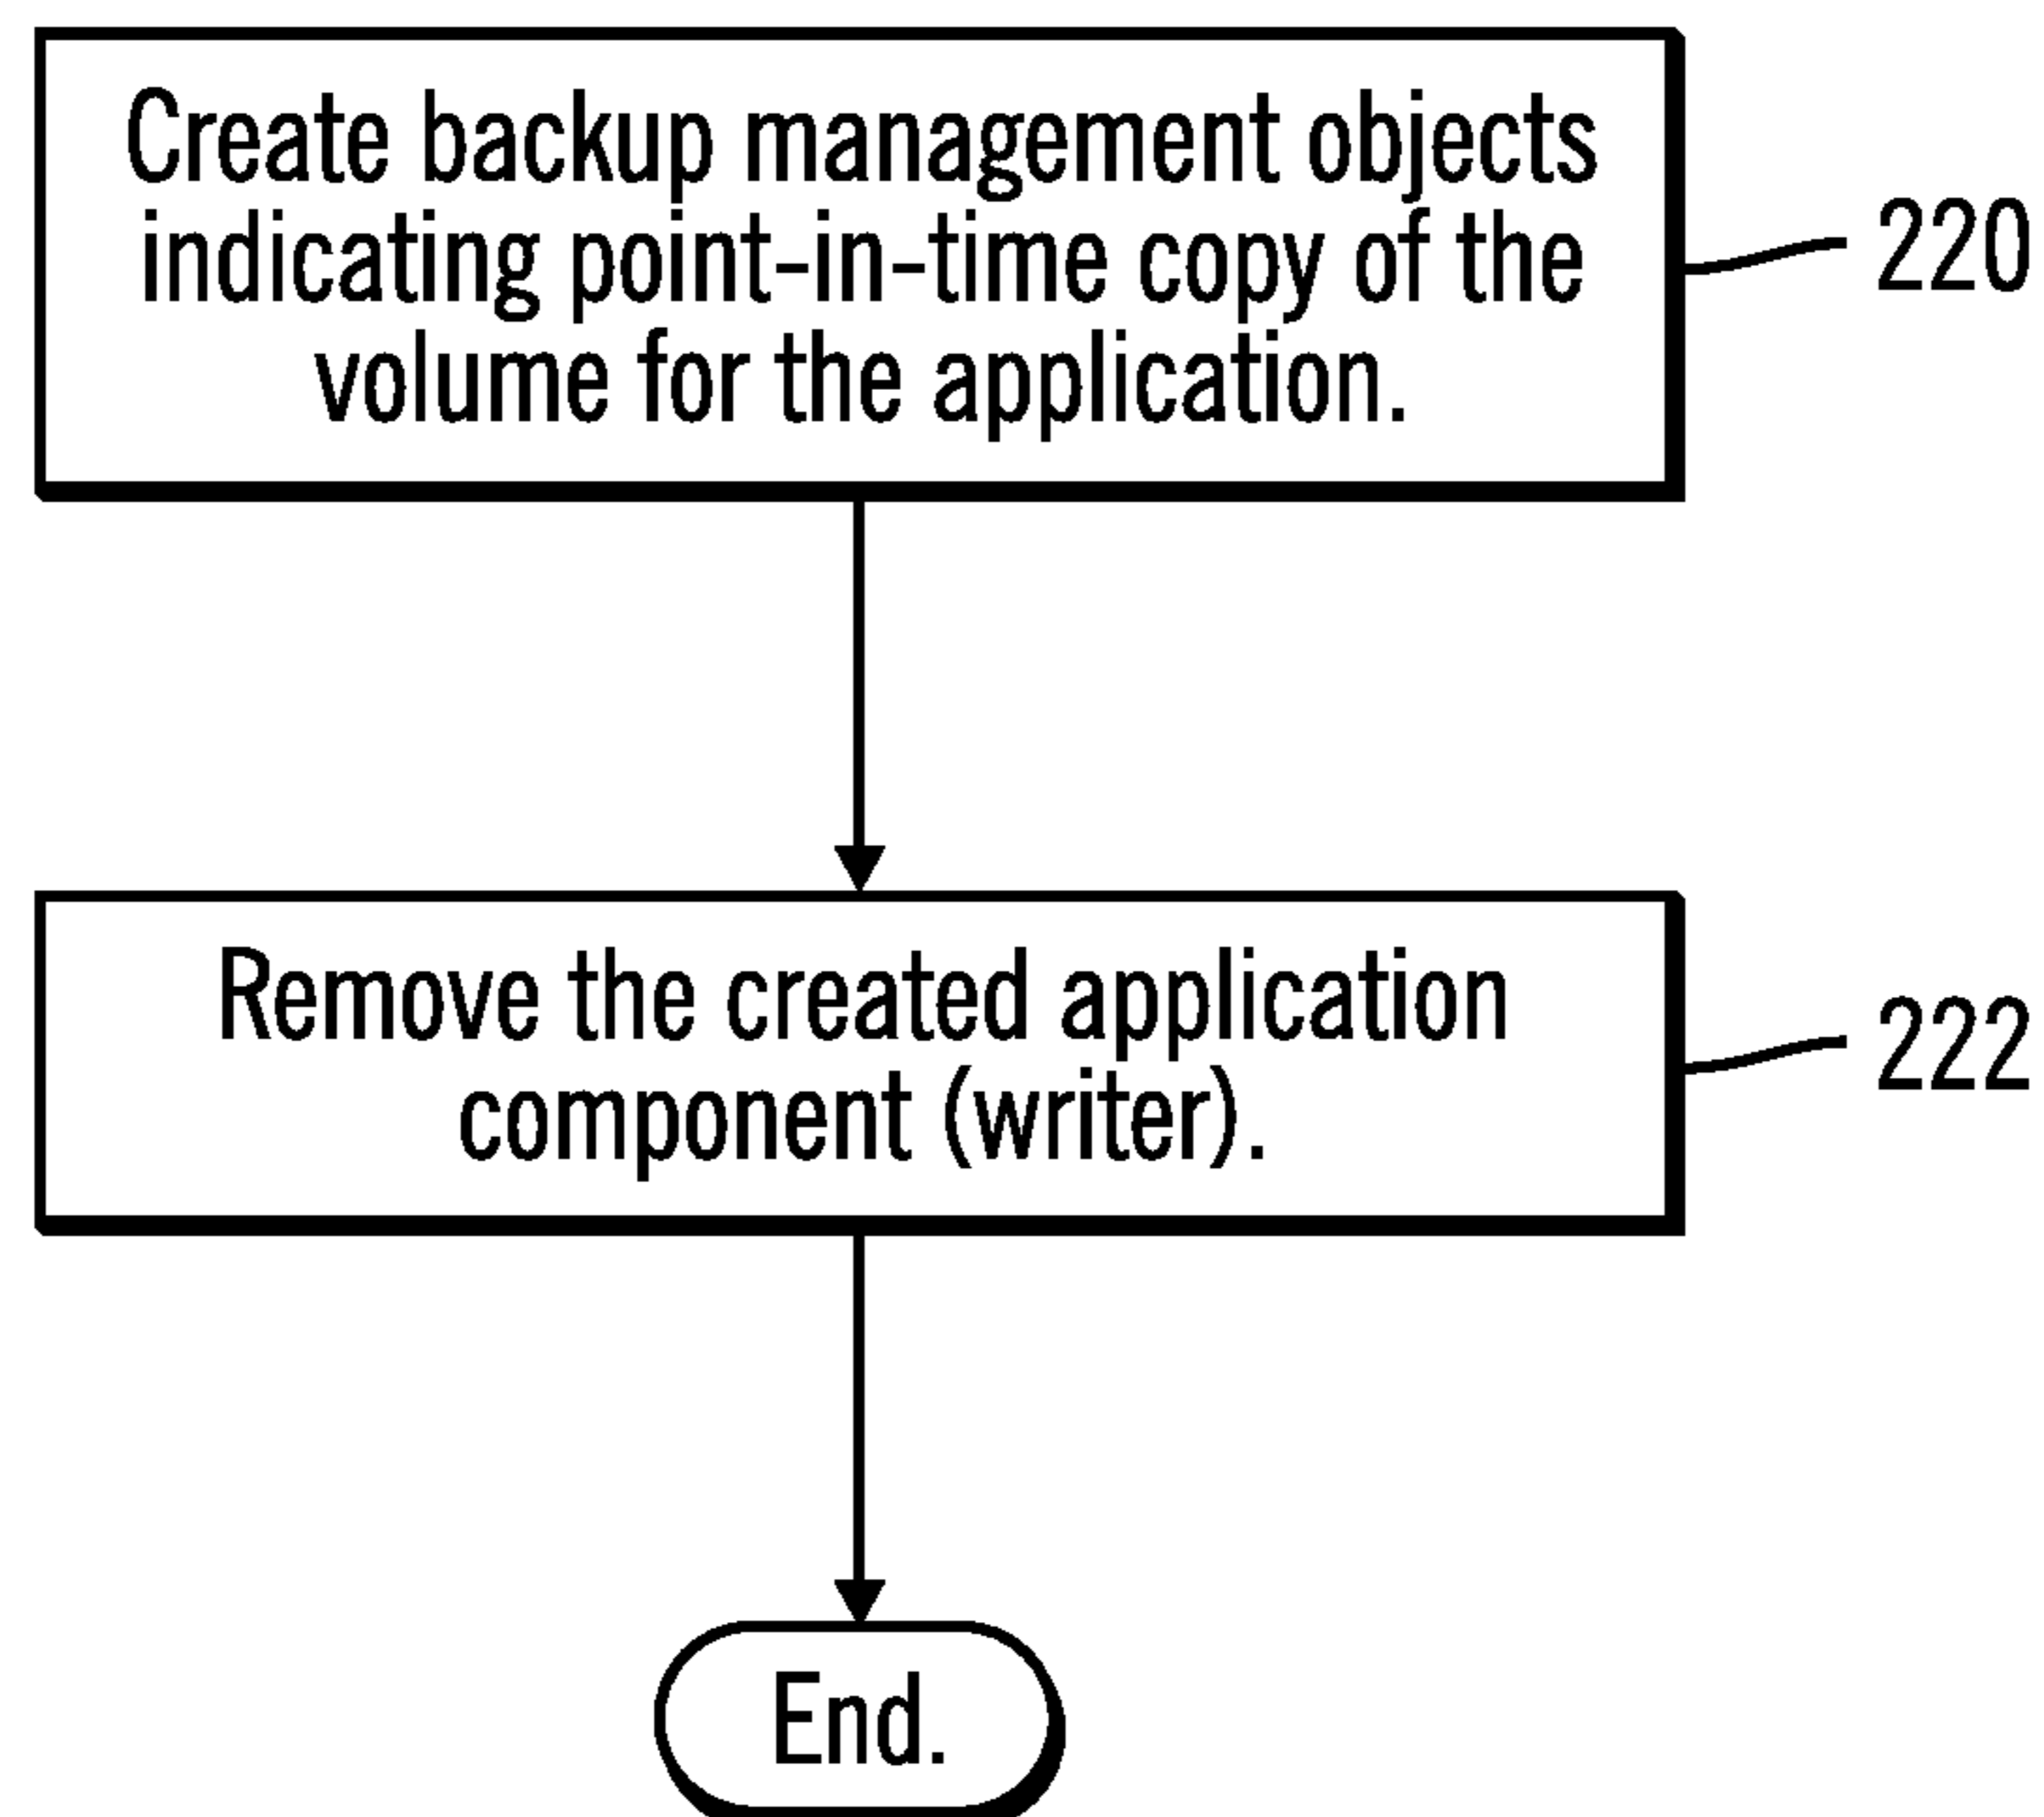 Create backup management objects
indicating point-in-time copy of the
volume for the application.
220
Remove the created application
component (writer).
222
End.